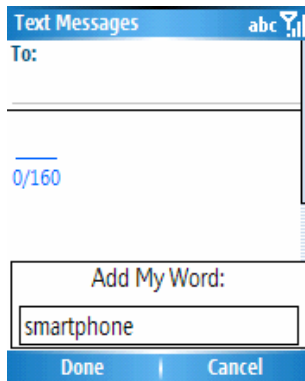 Text Messages abc
To:
0/160
Add My Word:
smartphone
Done Cancel